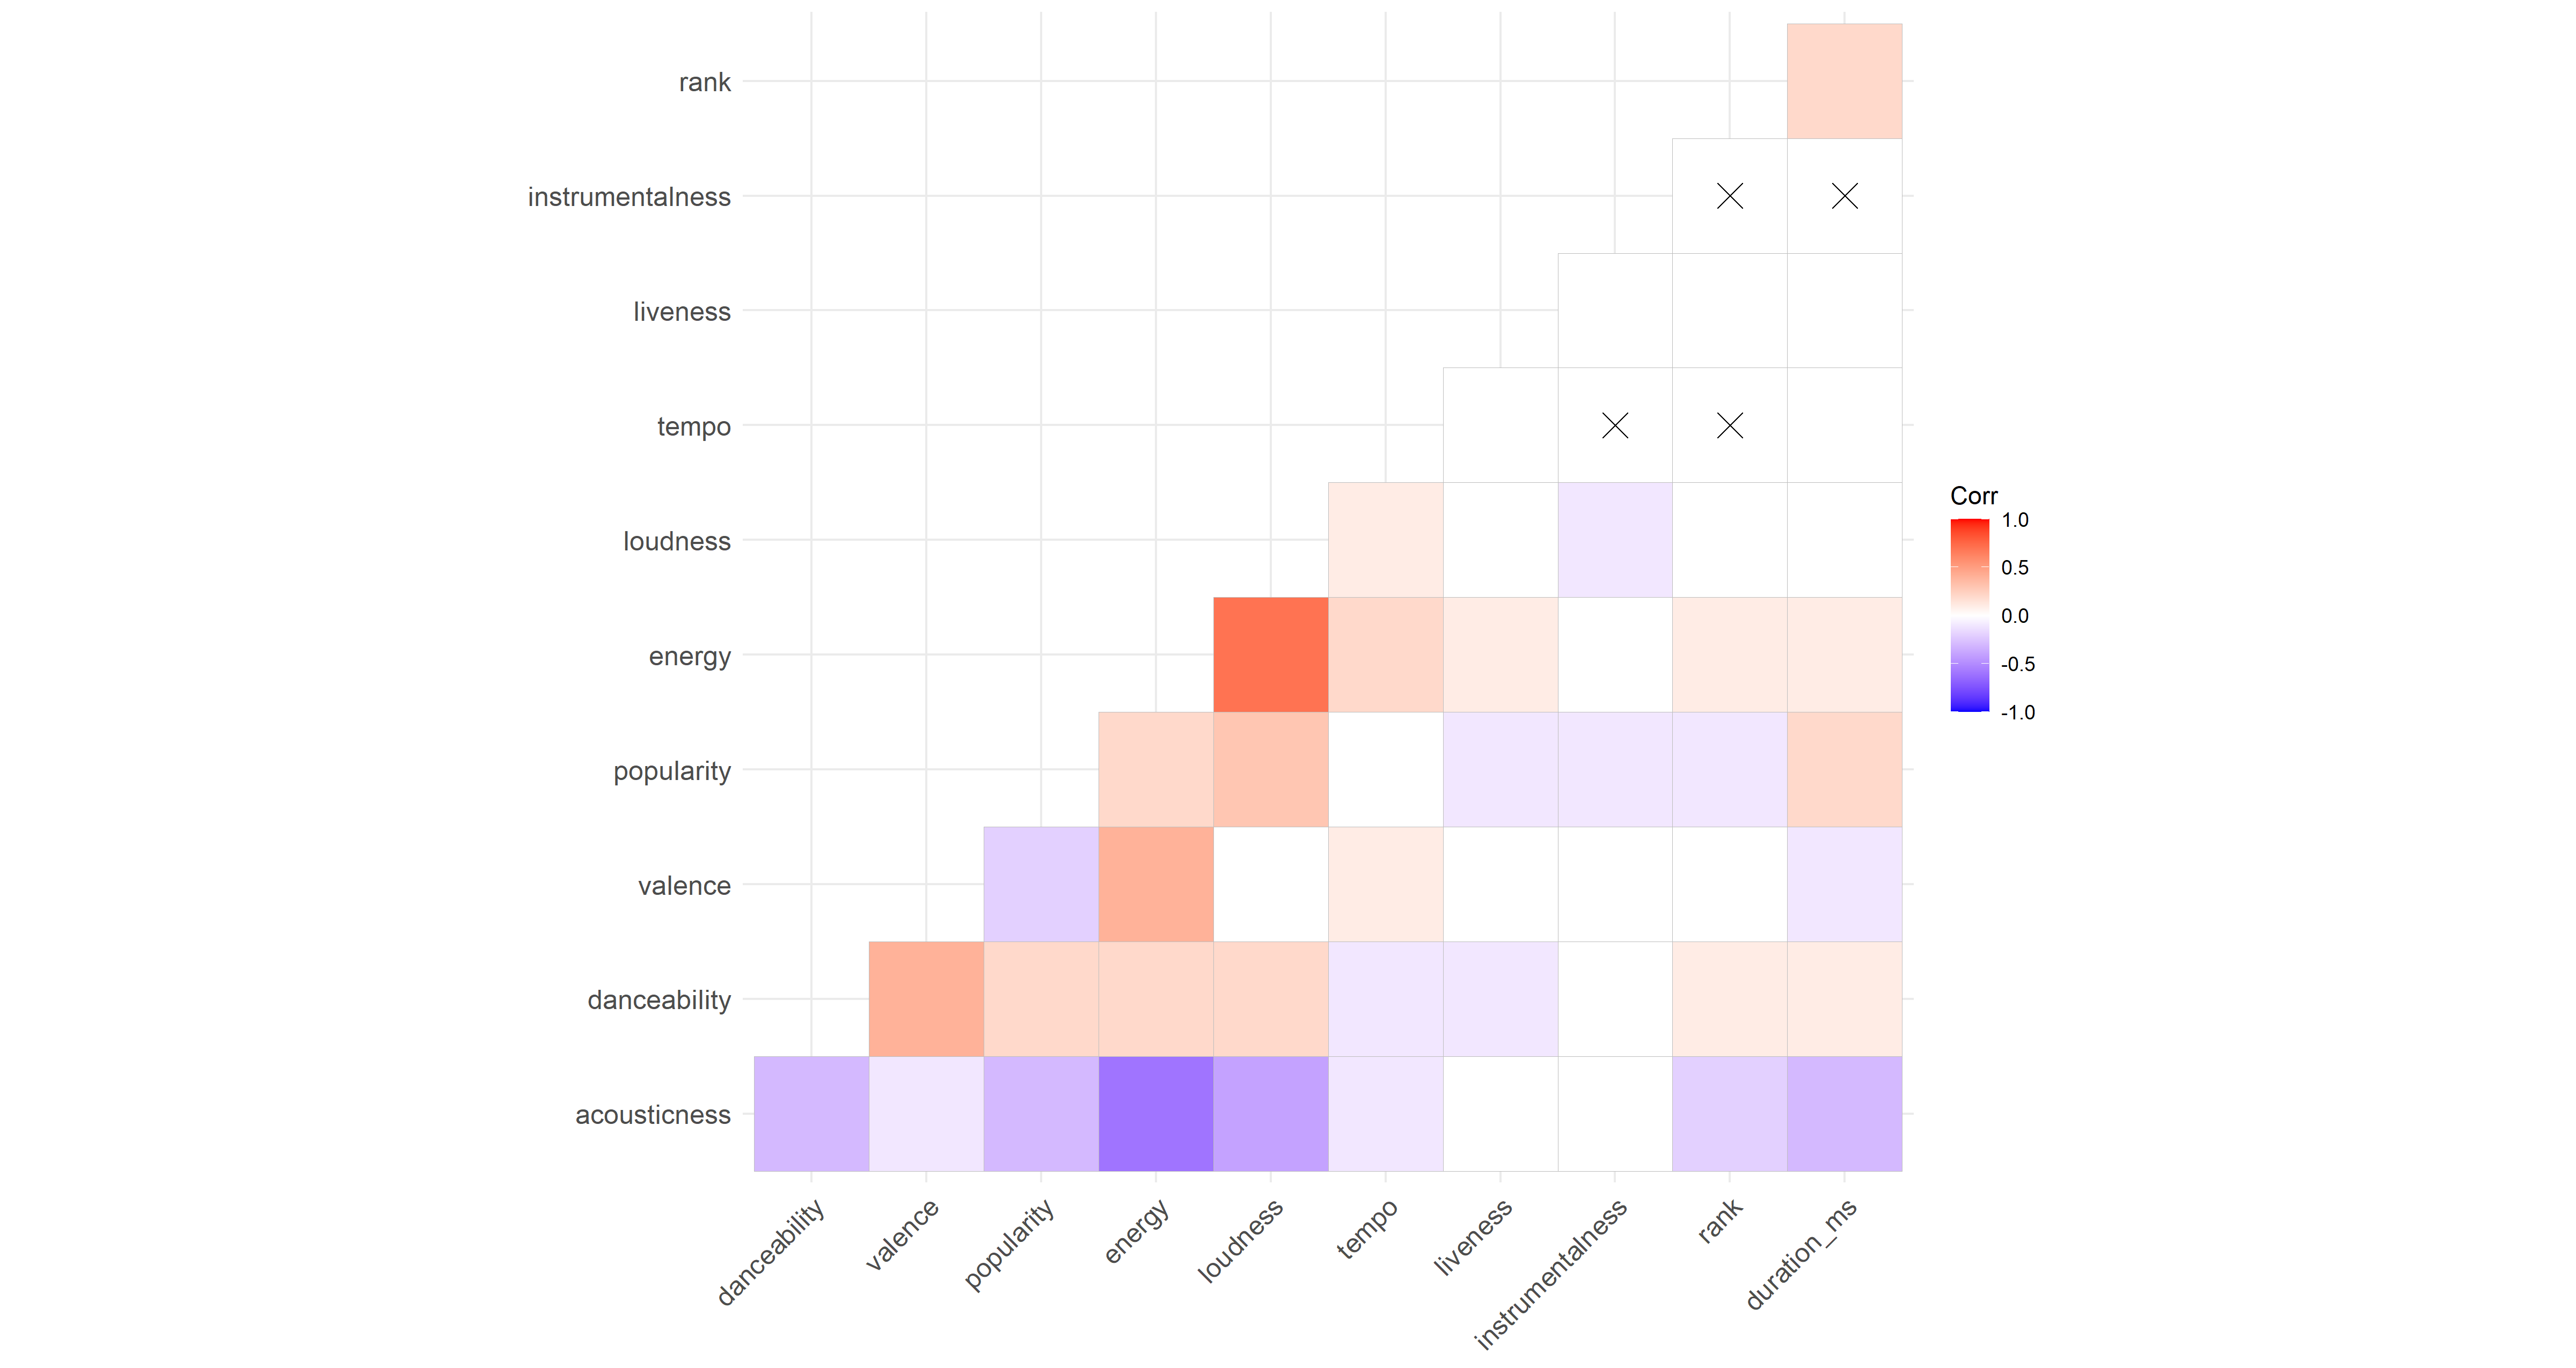 rank
instrumentalness
liveness
tempo
loudness
energy
popularity
valence
danceability
acousticness
danceability
valence
popularity
energy
loudness
tempo
liveness
instrumentalness
rank
duration_ms
Corr
1.0
0.5
0.0
-0.5
-1.0